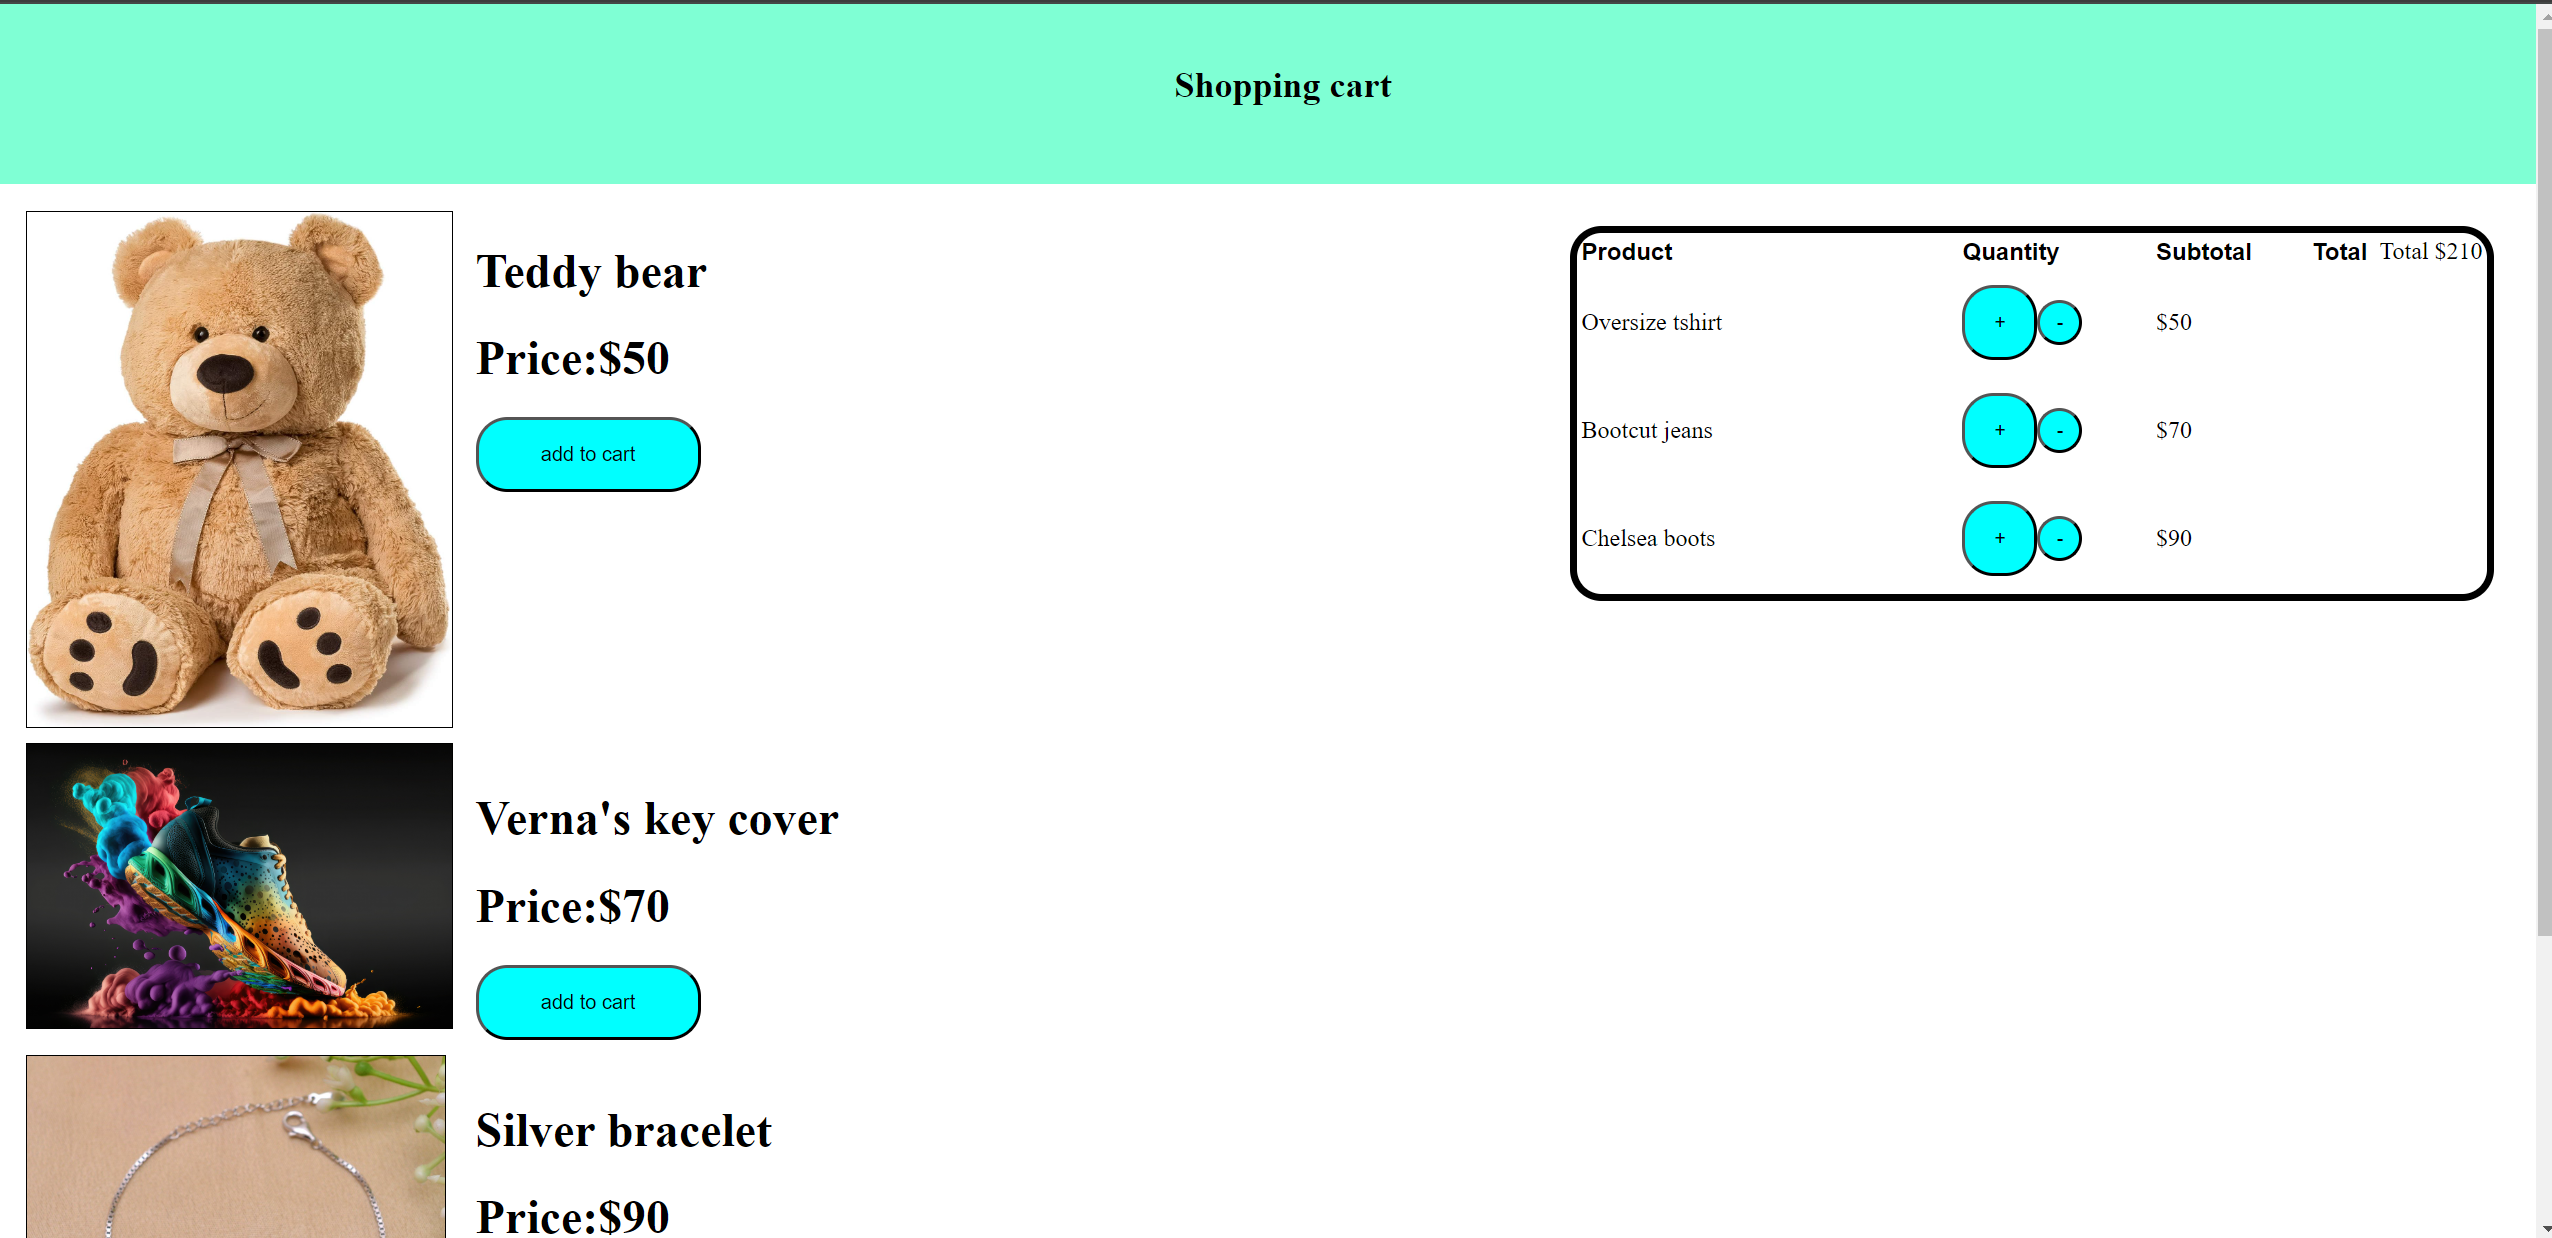 Shopping cart
Teddy bear
Price:$50
add to cart
Product Quantity Subtotal Total Total $210
Oversize tshirt + - $50
Bootcut jeans + - $70
Chelsea boots + - $90
Verna's key cover
Price:$70
add to cart
Silver bracelet
Price:$90